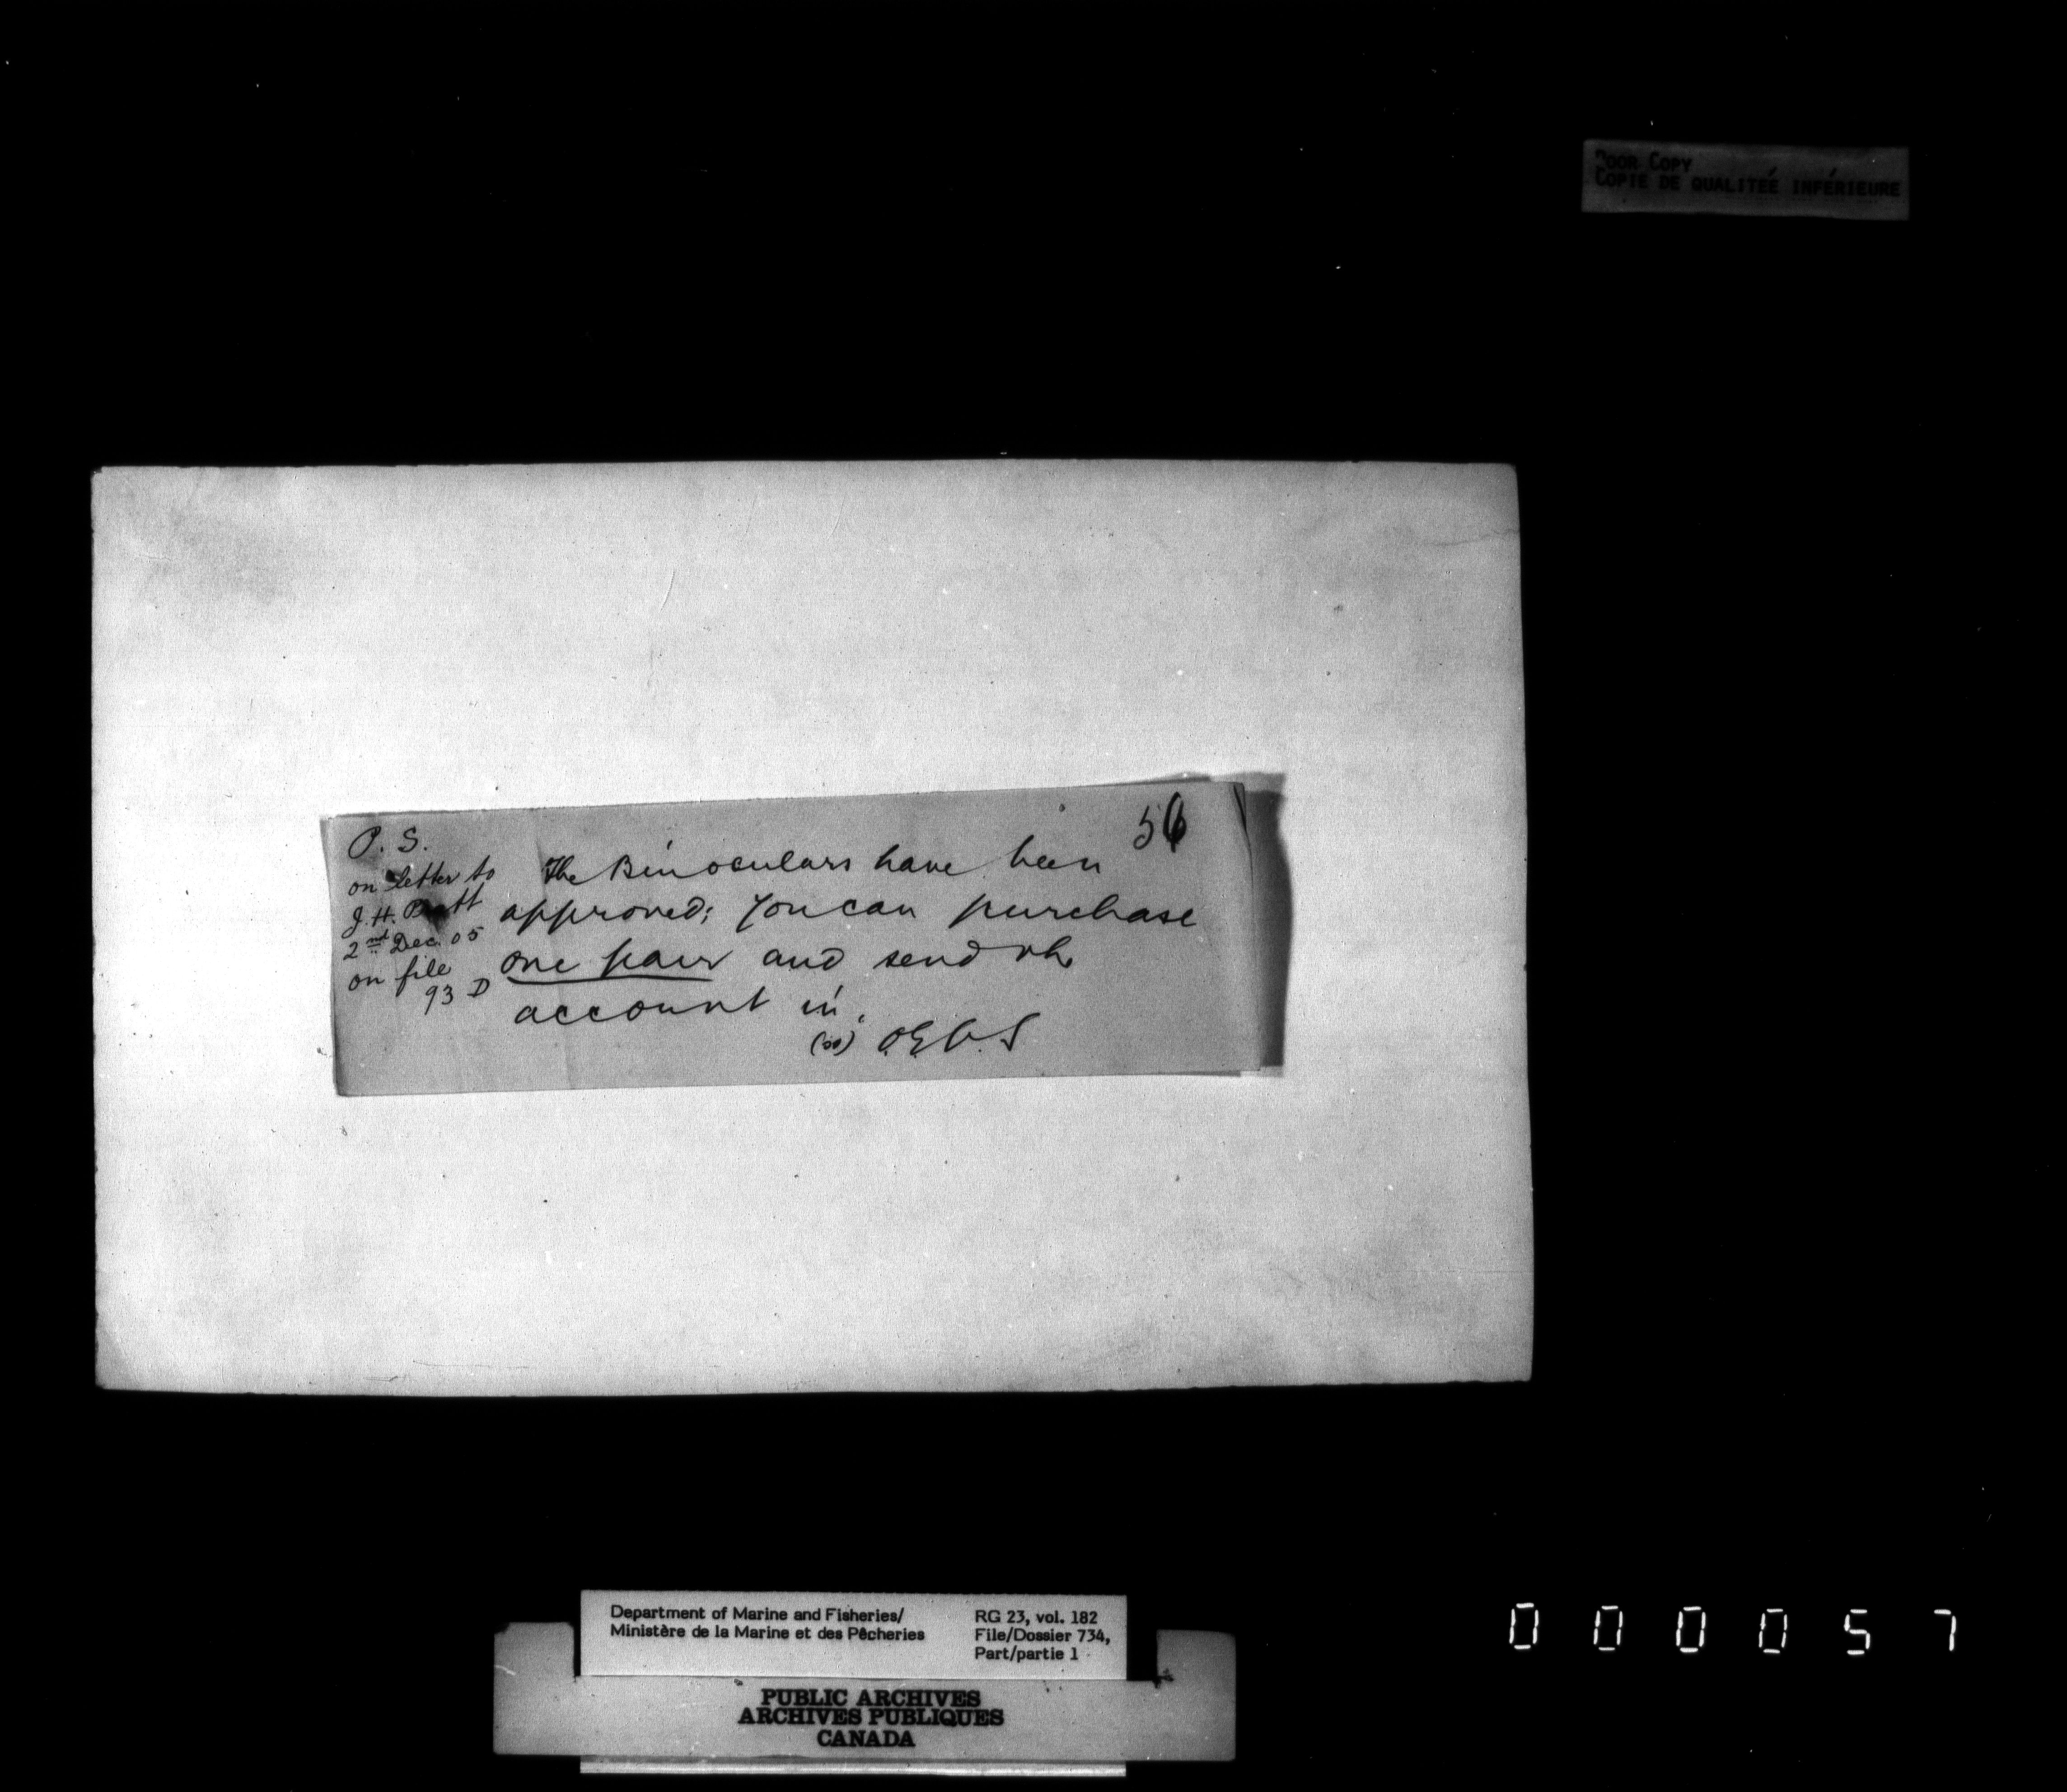 Poor Copy
Copie de qualiteé inférieure
56
P. S.
on letter to
J. H. Pratt
2nd Dec. 05
on file
93 D
The Binoculars have been
approved; you can purchase
one pair and send the
account in.
O.G.V.S
Department of Marine and Fisheries/
Ministère de la Marine et des Pêcheries
RG 23, vol. 182
File/Dossier 734,
Part/partie 1
PUBLIC ARCHIVES
ARCHIVES PUBLIQUES
CANADA
000057